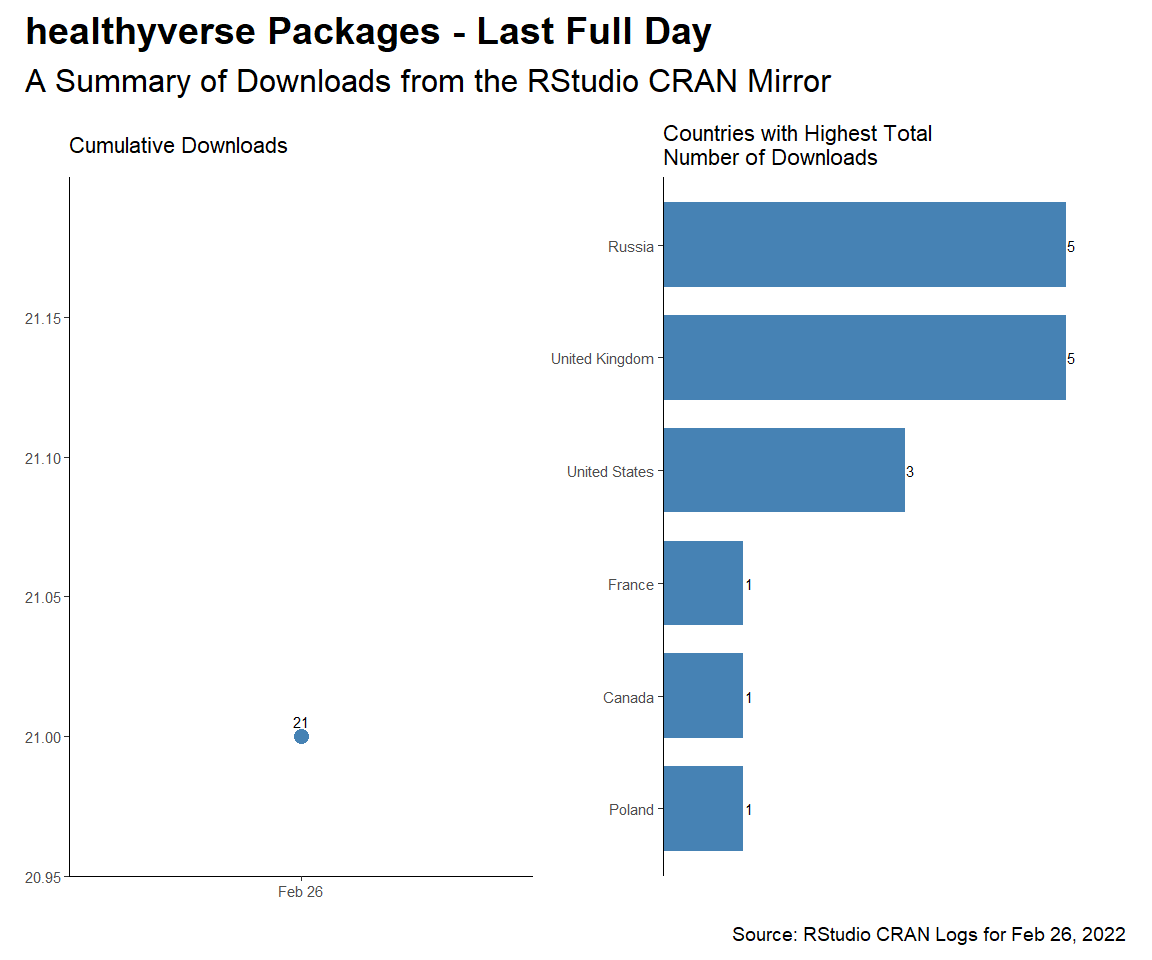 healthyverse Packages - Last Full Day
A Summary of Downloads from the RStudio CRAN Mirror
Cumulative Downloads
21.15
21.10
21.05
21.00
20.95
21
Feb 26
Countries with Highest Total
Number of Downloads
Russia 5
United Kingdom 5
United States 3
France 1
Canada 1
Poland 1
Source: RStudio CRAN Logs for Feb 26, 2022